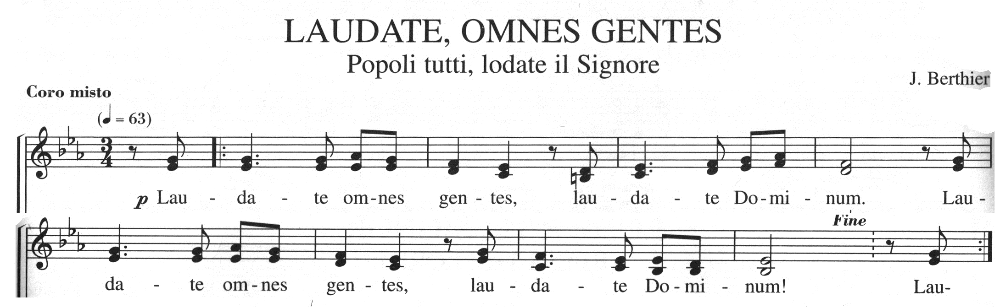 LAUDATE, OMNES GENTES
Popoli tutti, lodate il Signore
J. Berthier
Coro misto
(♩ = 63)
3/4
p Lau - da - te om-nes gen - tes, lau - da - te Do-mi - num. Lau -
Fine
da - te om-nes gen - tes, lau - da - te Do-mi - num! Lau-